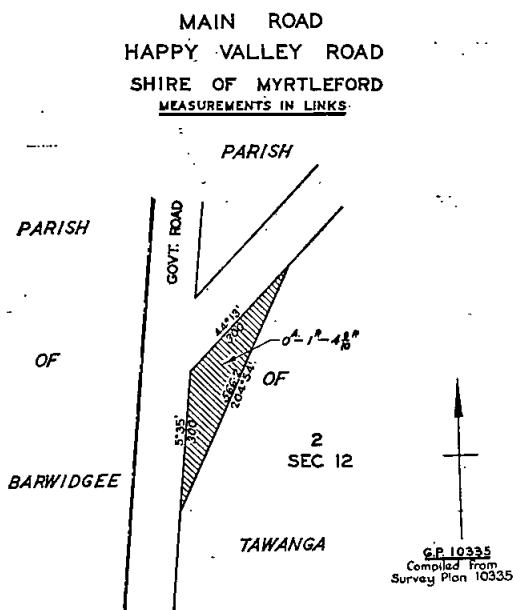 MAIN ROAD
HAPPY VALLEY ROAD
SHIRE OF MYRTLEFORD
MEASUREMENTS IN LINKS
PARISH
PARISH
GOVT. ROAD
44°13'
300
0ᴬ· 1ᴿ· 4 8/10ᴾ
OF
566·2
204°54'
OF
5°35'
300
2
SEC 12
BARWIDGEE
TAWANGA
G.P. 10335
Compiled from
Survey Plan 10335